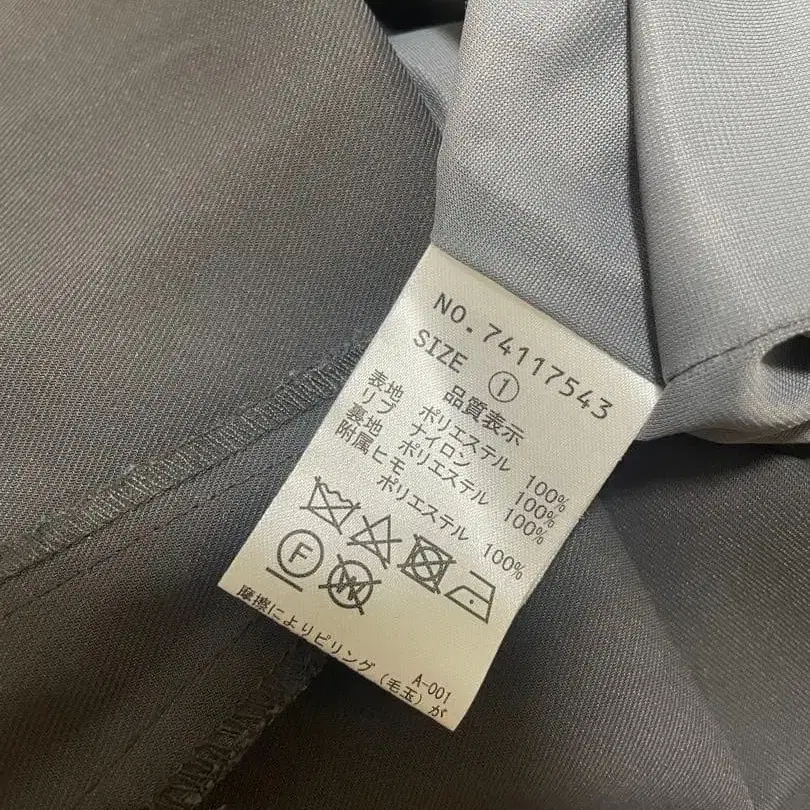 NO.74117543
SIZE ①
品質表示
表地 ポリエステル 100%
リブ ナイロン 100%
裏地 ポリエステル 100%
附属ヒモ
ポリエステル 100%
F
W
A-001
摩擦によりピリング(毛玉)が